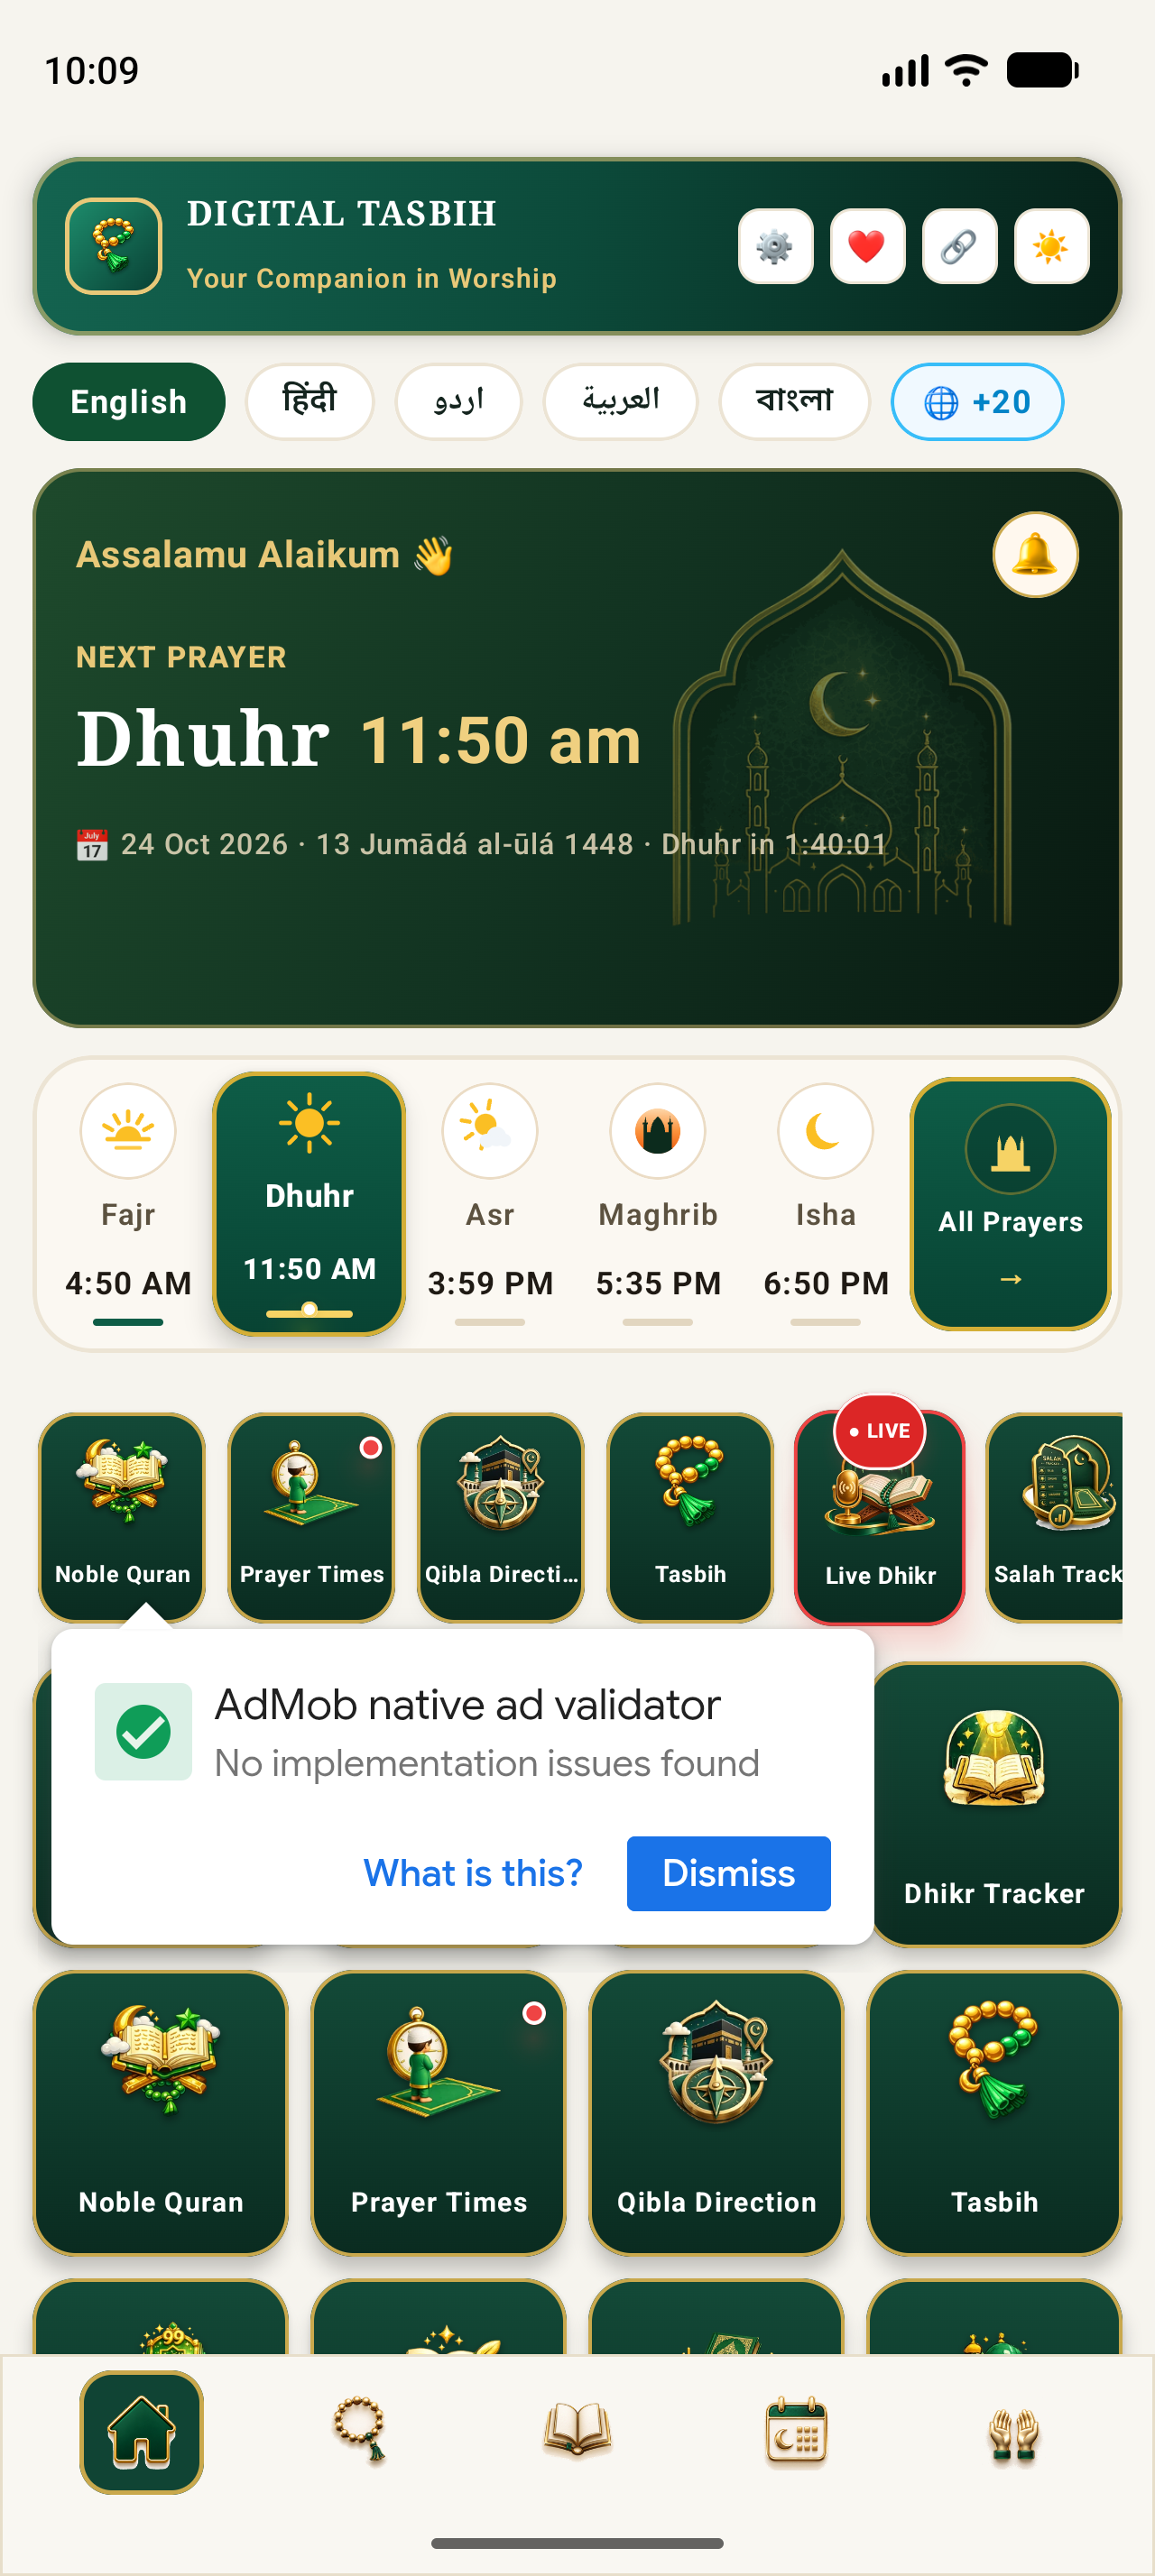 10:09
DIGITAL TASBIH
Your Companion in Worship
English
हिंदी
اردو
العربية
বাংলা
+20
Assalamu Alaikum 👋
NEXT PRAYER
Dhuhr 11:50 am
📅 24 Oct 2026 · 13 Jumādá al-ūlá 1448 · Dhuhr in 1:40:01
Fajr
4:50 AM
Dhuhr
11:50 AM
Asr
3:59 PM
Maghrib
5:35 PM
Isha
6:50 PM
All Prayers
→
Noble Quran
Prayer Times
Qibla Directi...
Tasbih
• LIVE
Live Dhikr
Salah Track
AdMob native ad validator
No implementation issues found
What is this?
Dismiss
Dhikr Tracker
Noble Quran
Prayer Times
Qibla Direction
Tasbih
99